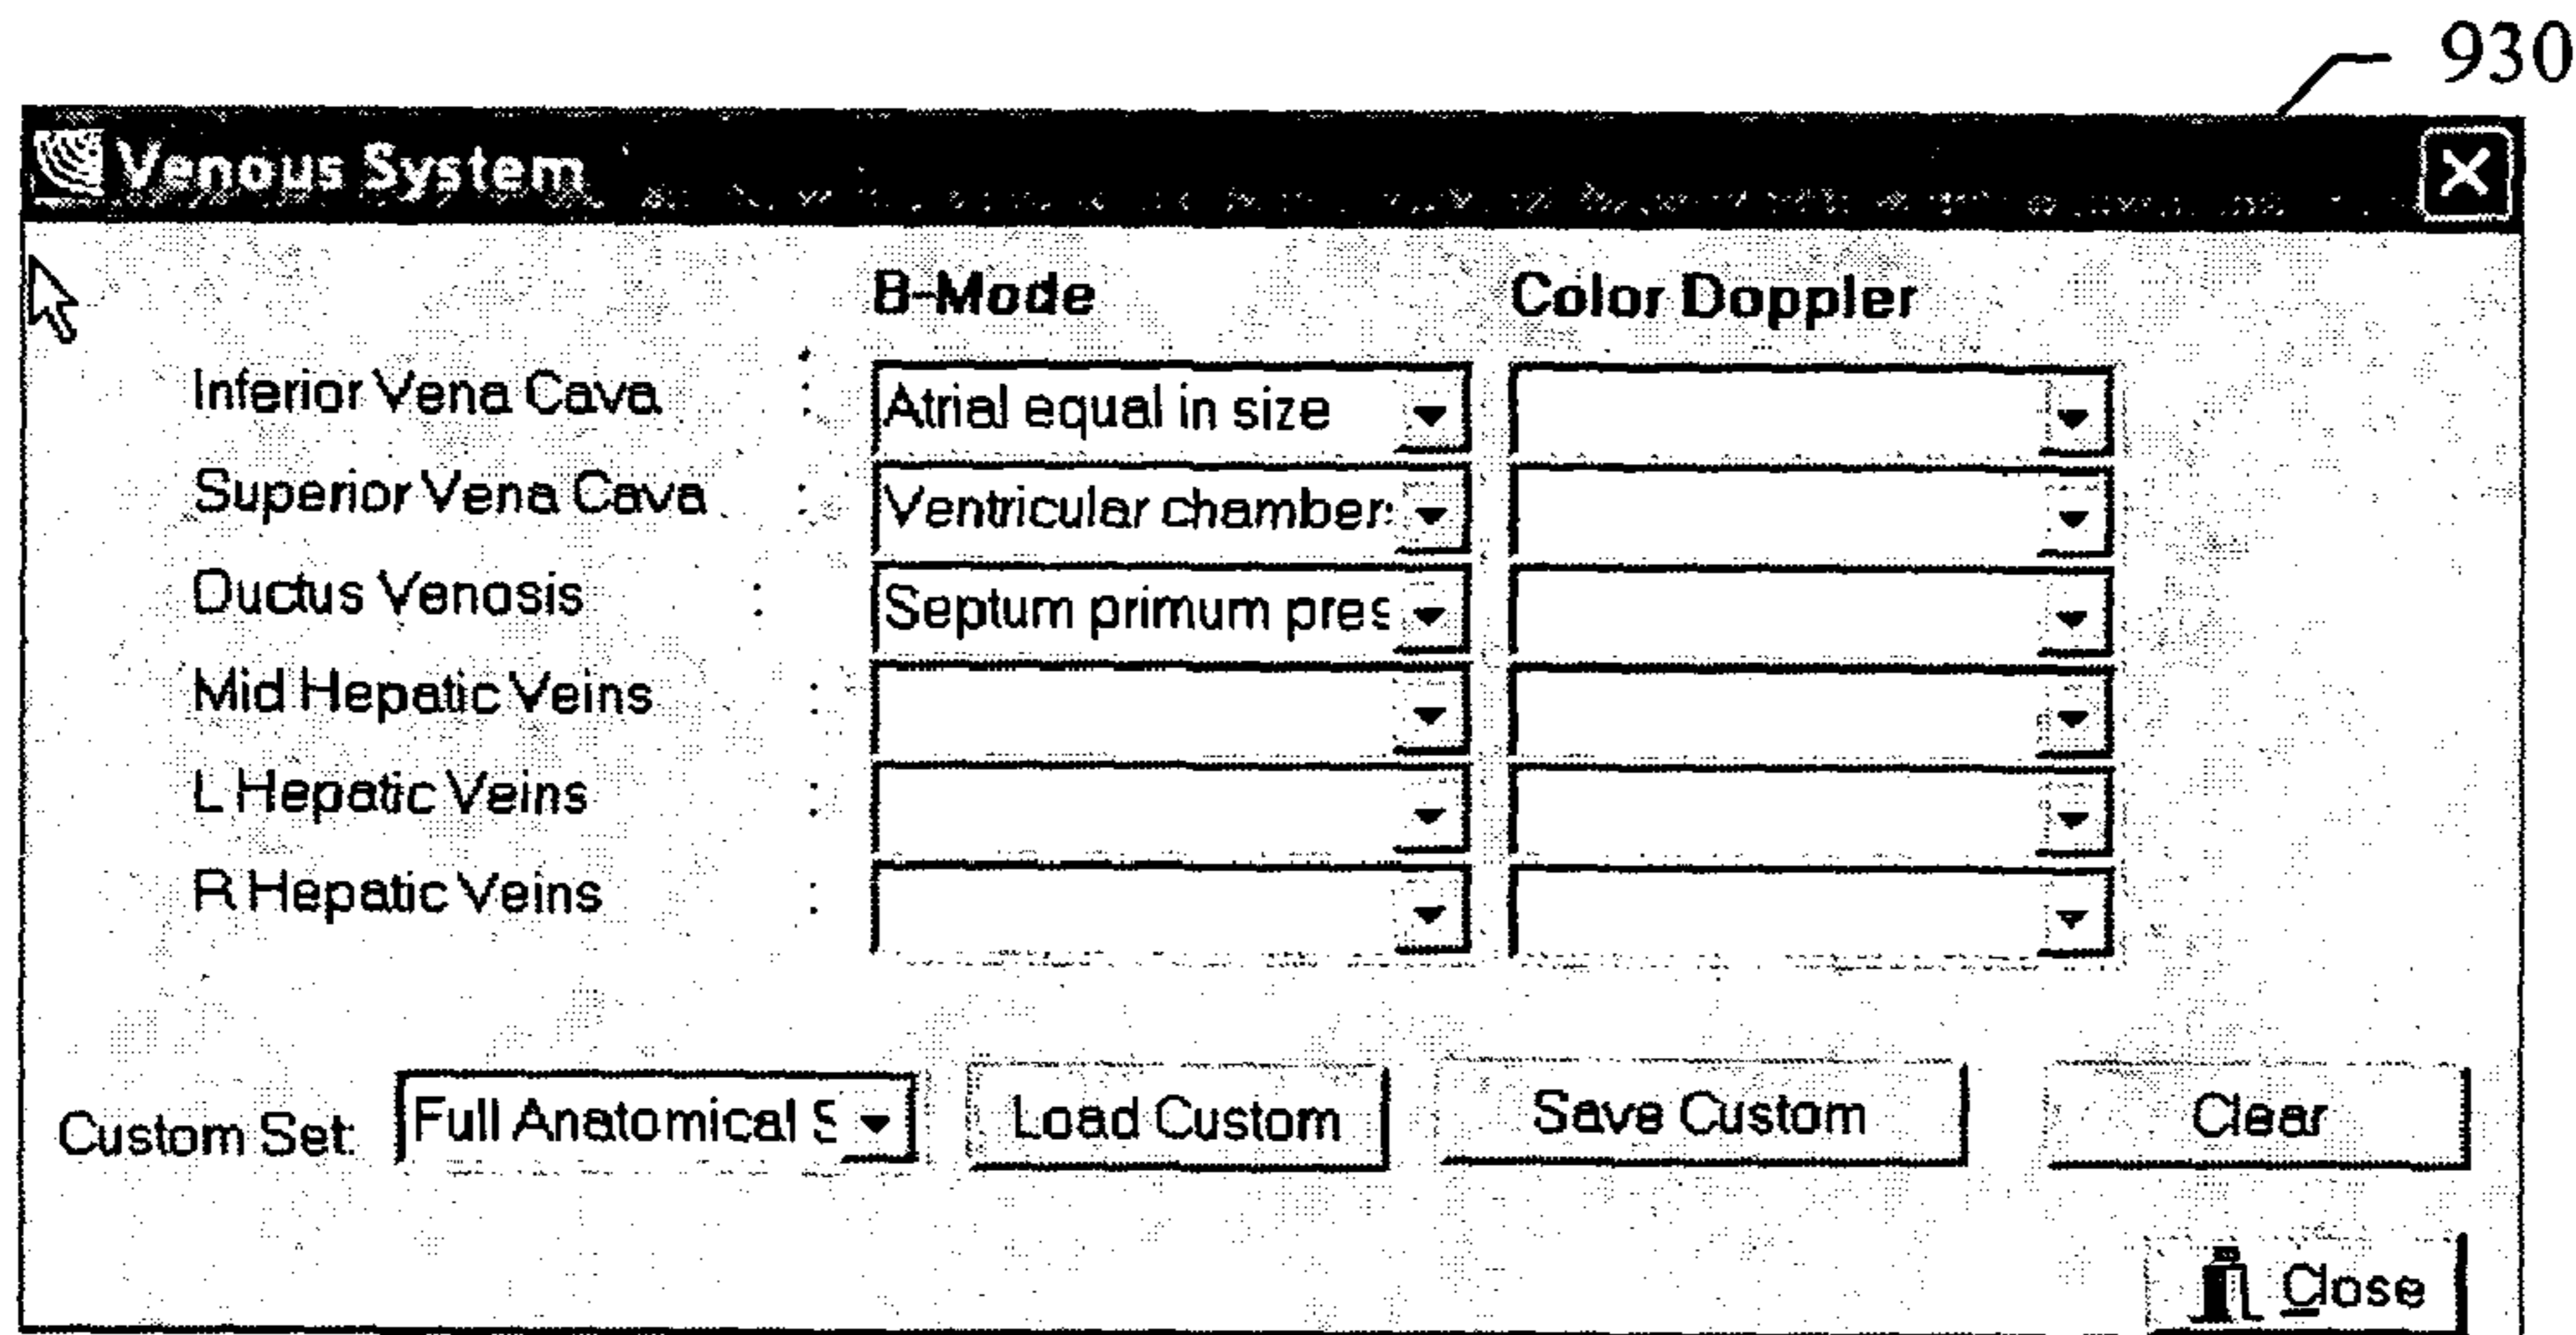 930
Venous System
B-Mode Color Doppler
Inferior Vena Cava : Atrial equal in size
Superior Vena Cava : Ventricular chamber
Ductus Venosis : Septum primum pres
Mid Hepatic Veins :
L Hepatic Veins :
R Hepatic Veins :
Custom Set: Full Anatomical S Load Custom Save Custom Clear
Close